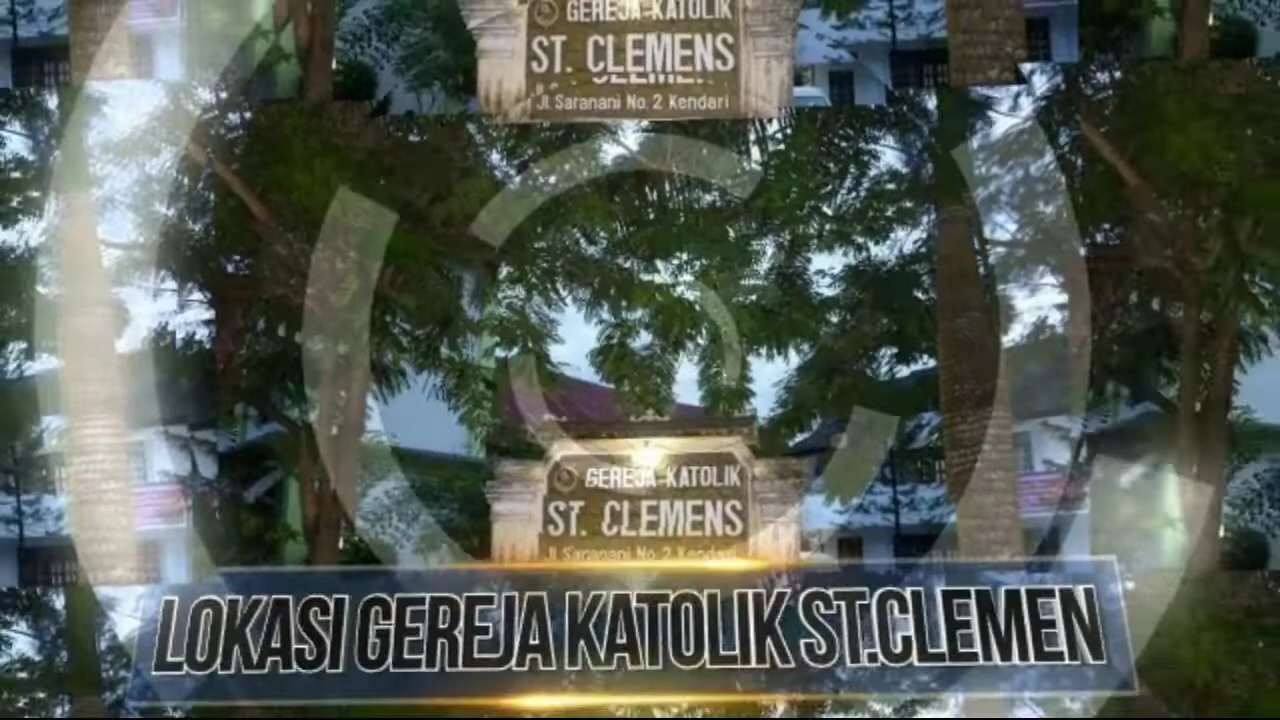 GEREJA KATOLIK
ST. CLEMENS
Jl. Saranani No. 2 Kendari
GEREJA KATOLIK
ST. CLEMENS
Jl. Saranani No. 2 Kendari
LOKASI GEREJA KATOLIK ST.CLEMEN